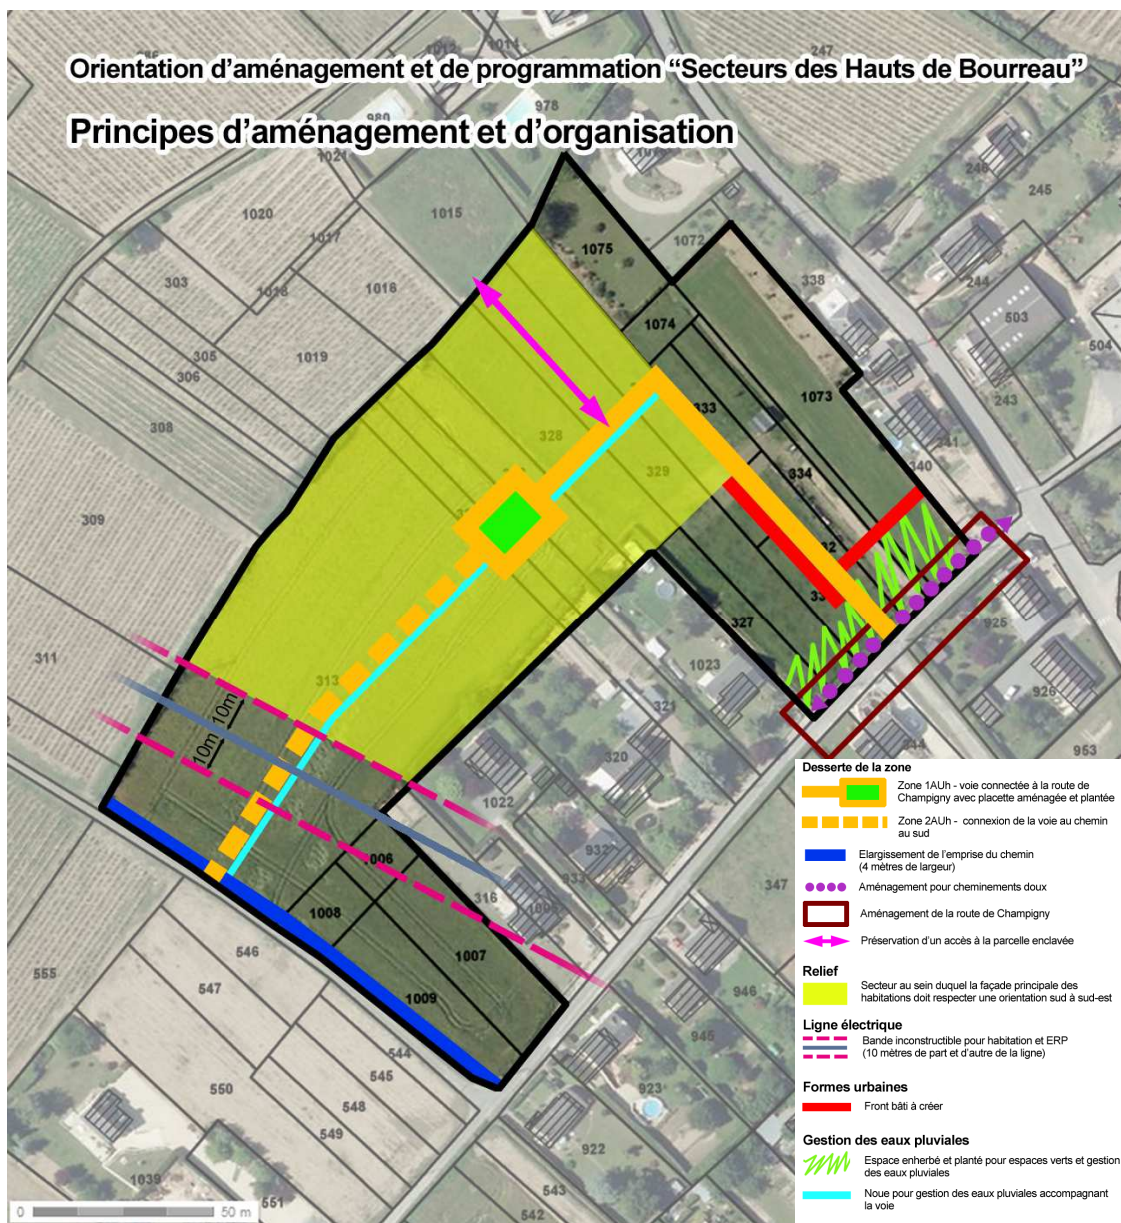 Orientation d’aménagement et de programmation “Secteurs des Hauts de Bourreau”
Principes d’aménagement et d’organisation
247
1014
978
980
1021
246
245
1020
1015
1017
1075
1072
303
1018
1016
338
244
503
504
1074
305
1019
306
333
1073
243
308
328
341
329
334
340
309
327
925
311
1023
313
321
926
10m
10m
320
344
953
1022
932
1006
933
347
316
1008
1007
546
555
547
1009
946
945
544
545
550
548
923
549
922
1039
543
551
542
0
50 m
Desserte de la zone
Zone 1AUh - voie connectée à la route de
Champigny avec placette aménagée et plantée
Zone 2AUh - connexion de la voie au chemin
au sud
Elargissement de l’emprise du chemin
(4 mètres de largeur)
Aménagement pour cheminements doux
Aménagement de la route de Champigny
Préservation d’un accès à la parcelle enclavée
Relief
Secteur au sein duquel la façade principale des
habitations doit respecter une orientation sud à sud-est
Ligne électrique
Bande inconstructible pour habitation et ERP
(10 mètres de part et d’autre de la ligne)
Formes urbaines
Front bâti à créer
Gestion des eaux pluviales
Espace enherbé et planté pour espaces verts et gestion
des eaux pluviales
Noue pour gestion des eaux pluviales accompagnant
la voie